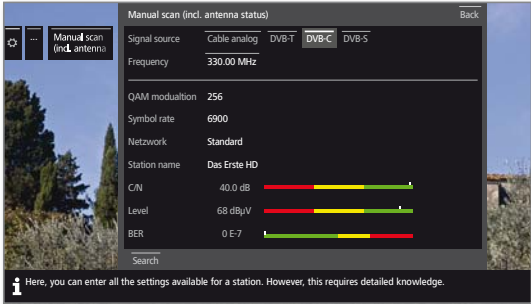 Manual scan (incl. antenna status) Back
... Manual scan
(incl. antenna
Signal source Cable analog DVB-T DVB-C DVB-S
Frequency 330.00 MHz
QAM modualtion 256
Symbol rate 6900
Netzwork Standard
Station name Das Erste HD
C/N 40.0 dB
Level 68 dBµV
BER 0 E-7
Search
i Here, you can enter all the settings available for a station. However, this requires detailed knowledge.